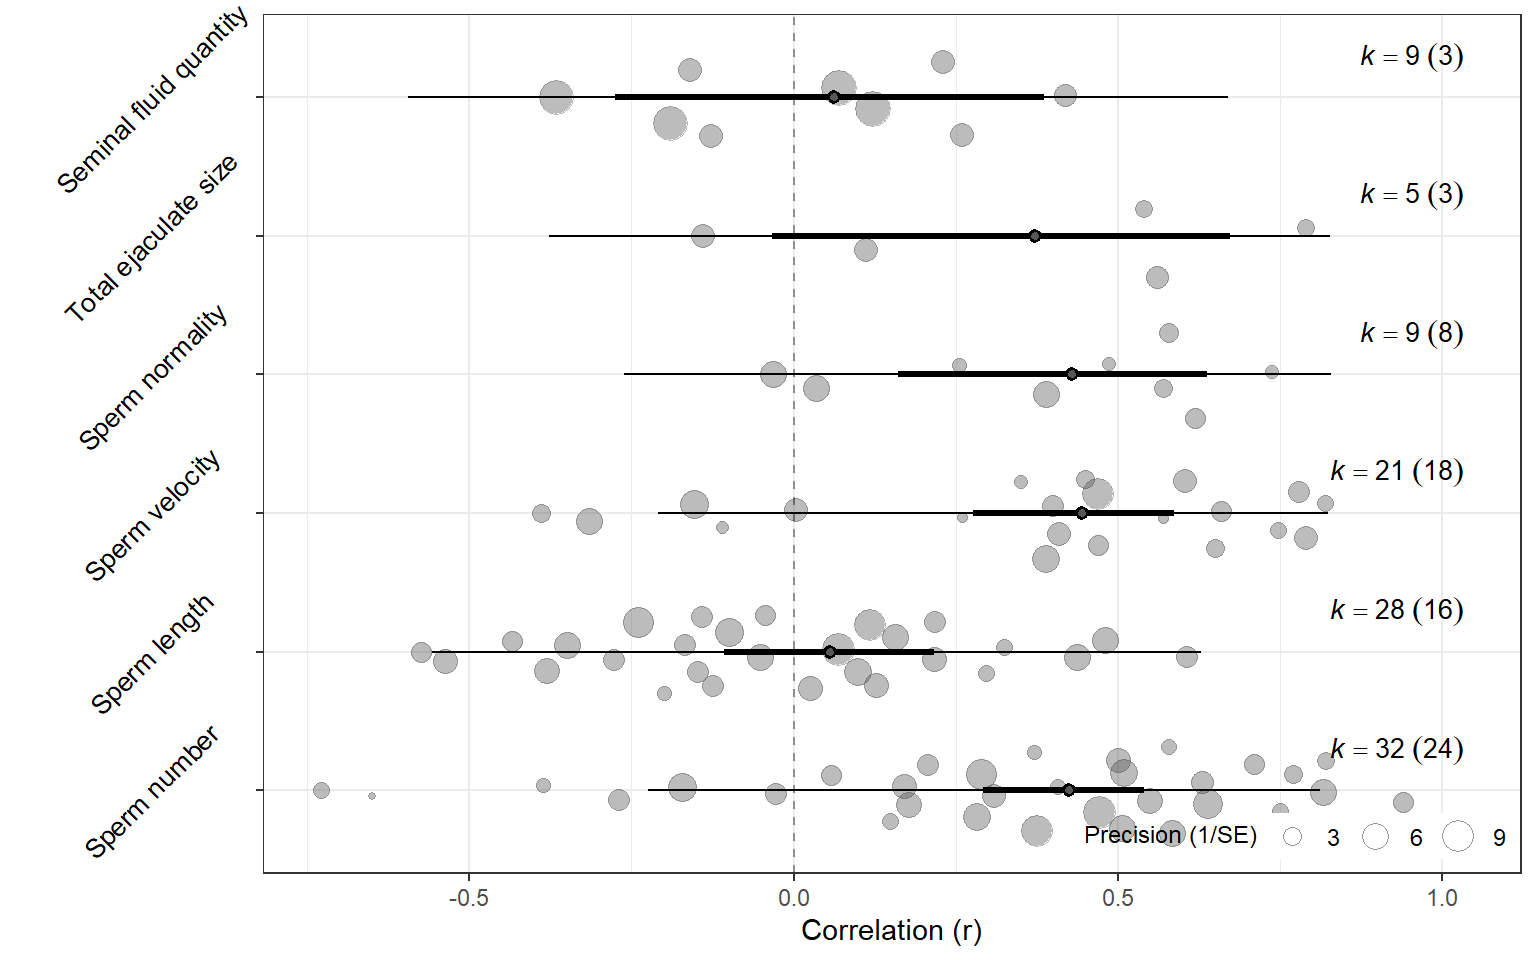 Seminal fluid quantity
k = 9 (3)
Total ejaculate size
k = 5 (3)
Sperm normality
k = 9 (8)
Sperm velocity
k = 21 (18)
Sperm length
k = 28 (16)
Sperm number
k = 32 (24)
Precision (1/SE) 3 6 9
-0.5 0.0 0.5 1.0
Correlation (r)